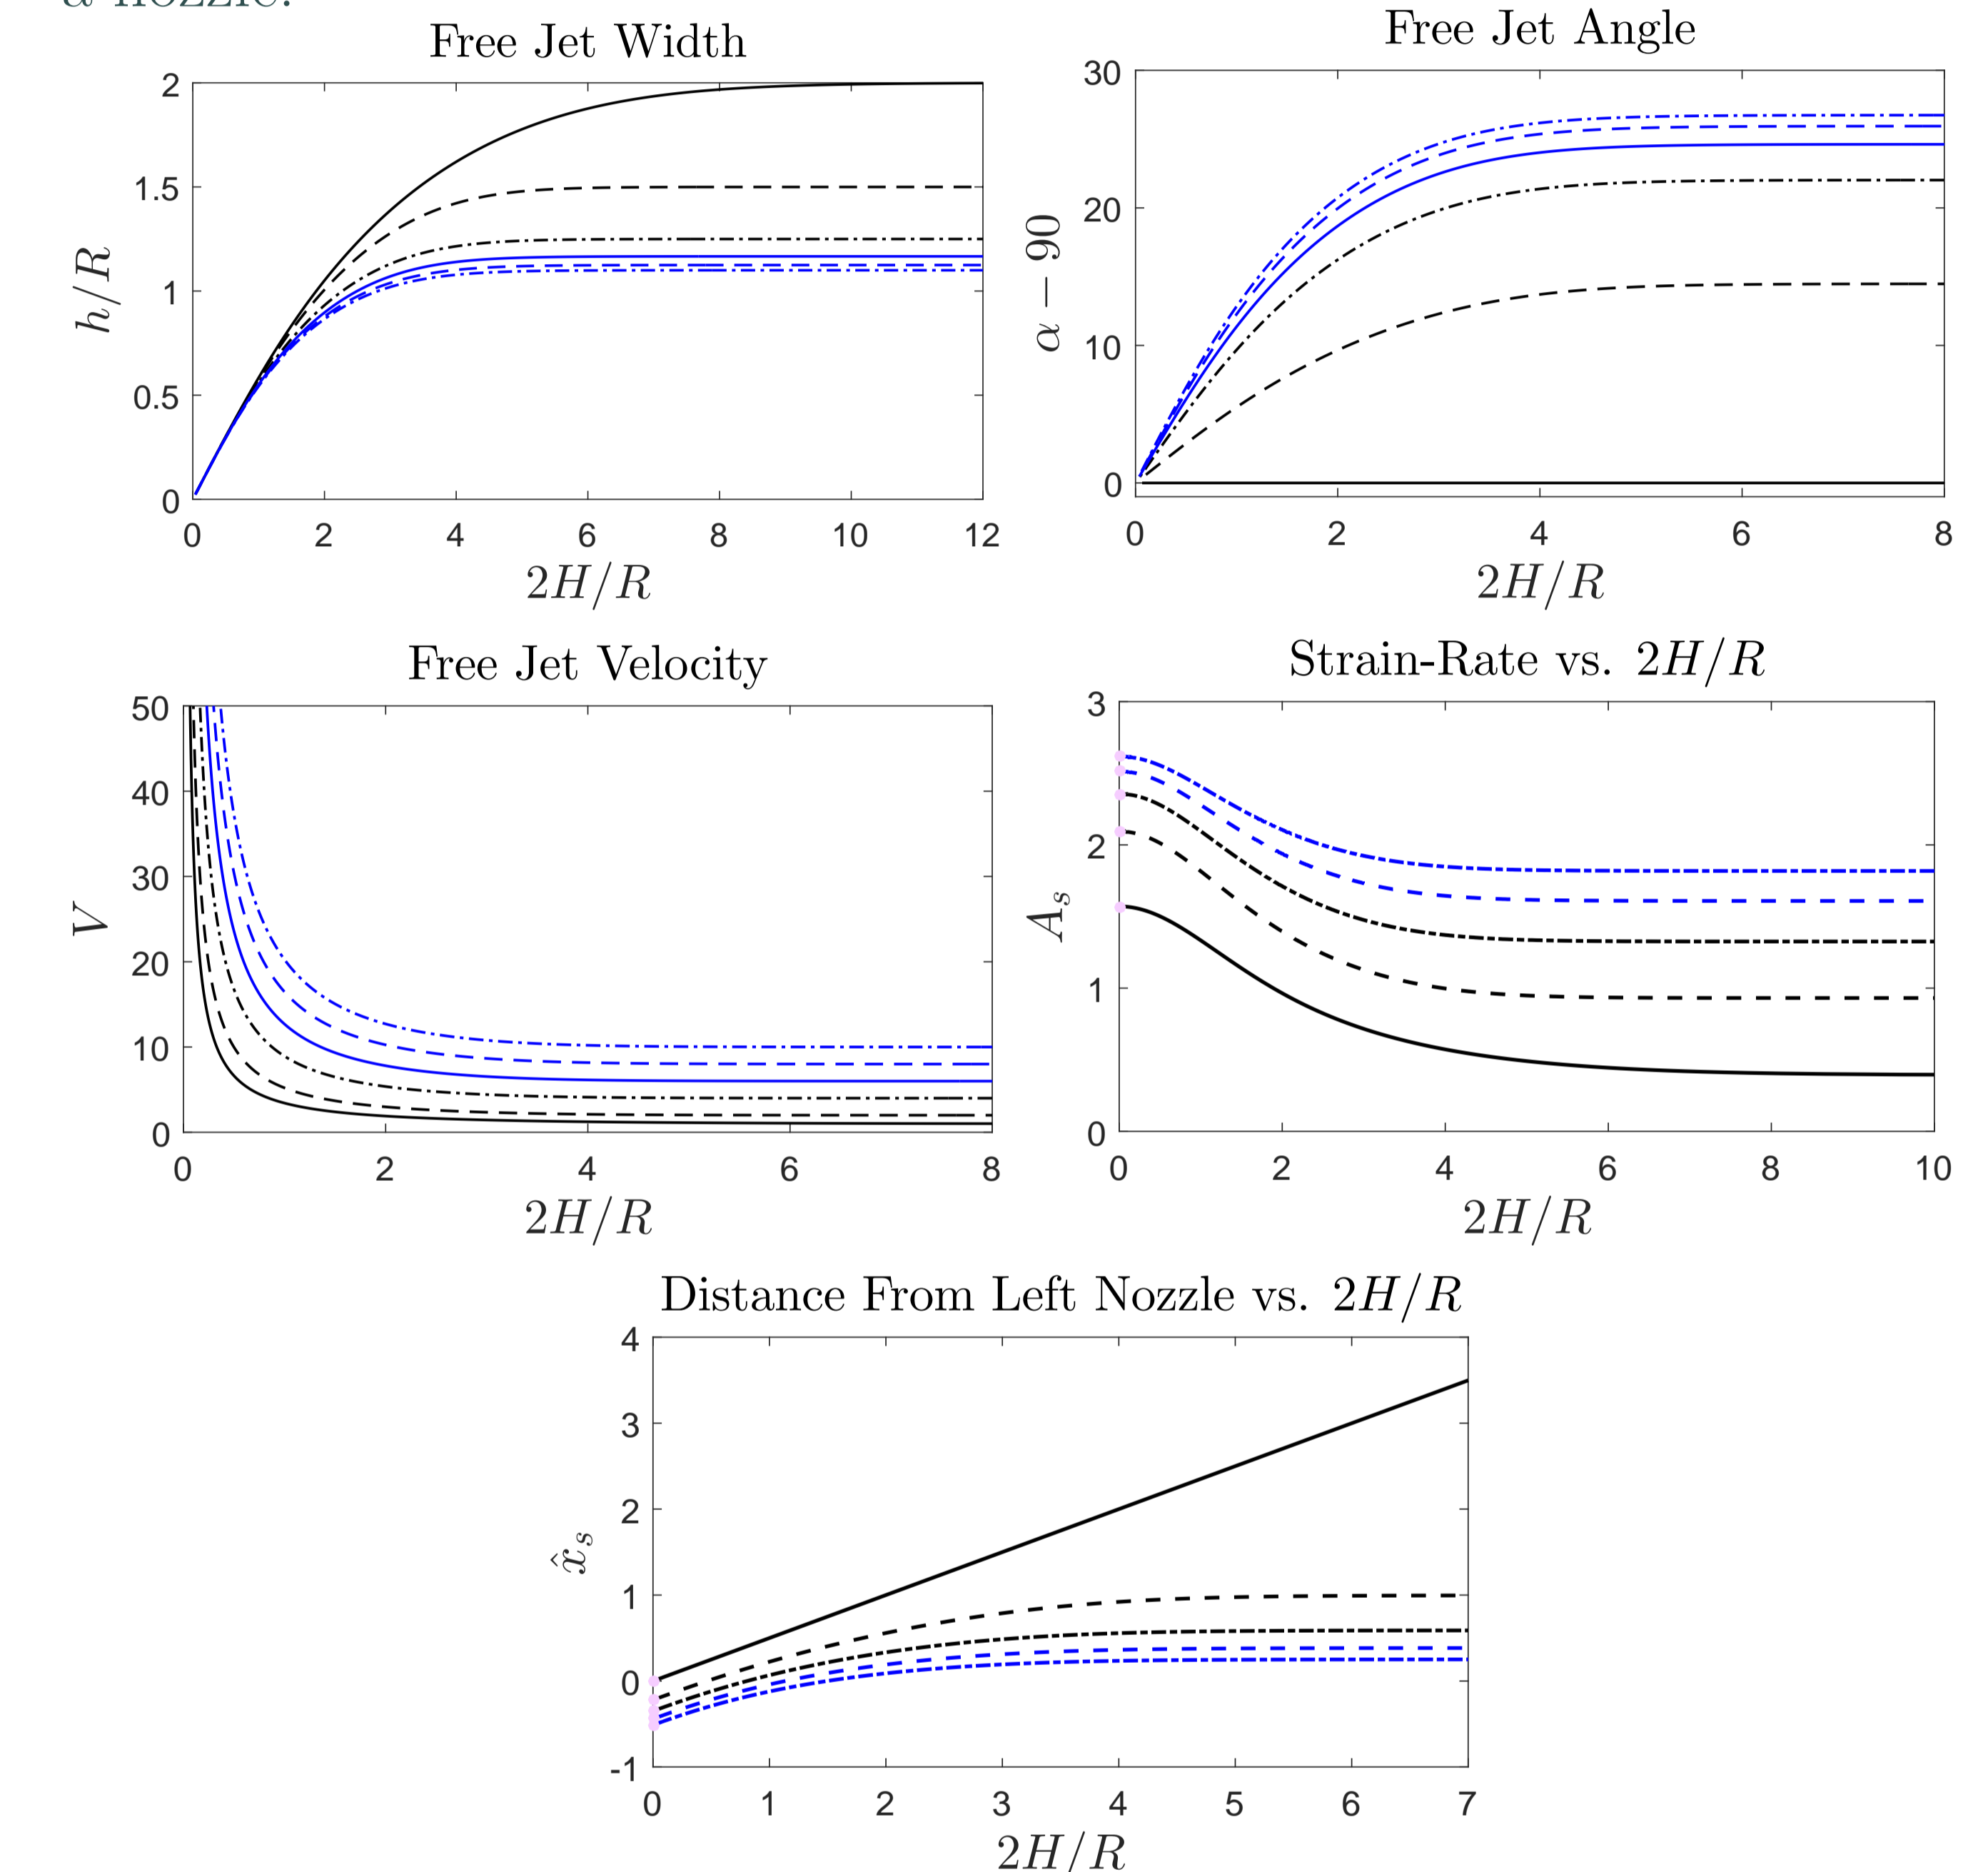 a nozzle.
Free Jet Width
2
1.5
1
0.5
0
h/R
0 2 4 6 8 10 12
2H/R
Free Jet Angle
30
20
10
0
α − 90
0 2 4 6 8
2H/R
Free Jet Velocity
50
40
30
20
10
0
V
0 2 4 6 8
2H/R
Strain-Rate vs. 2H/R
3
2
1
0
A_s
0 2 4 6 8 10
2H/R
Distance From Left Nozzle vs. 2H/R
4
3
2
1
0
-1
x̂_s
0 1 2 3 4 5 6 7
2H/R